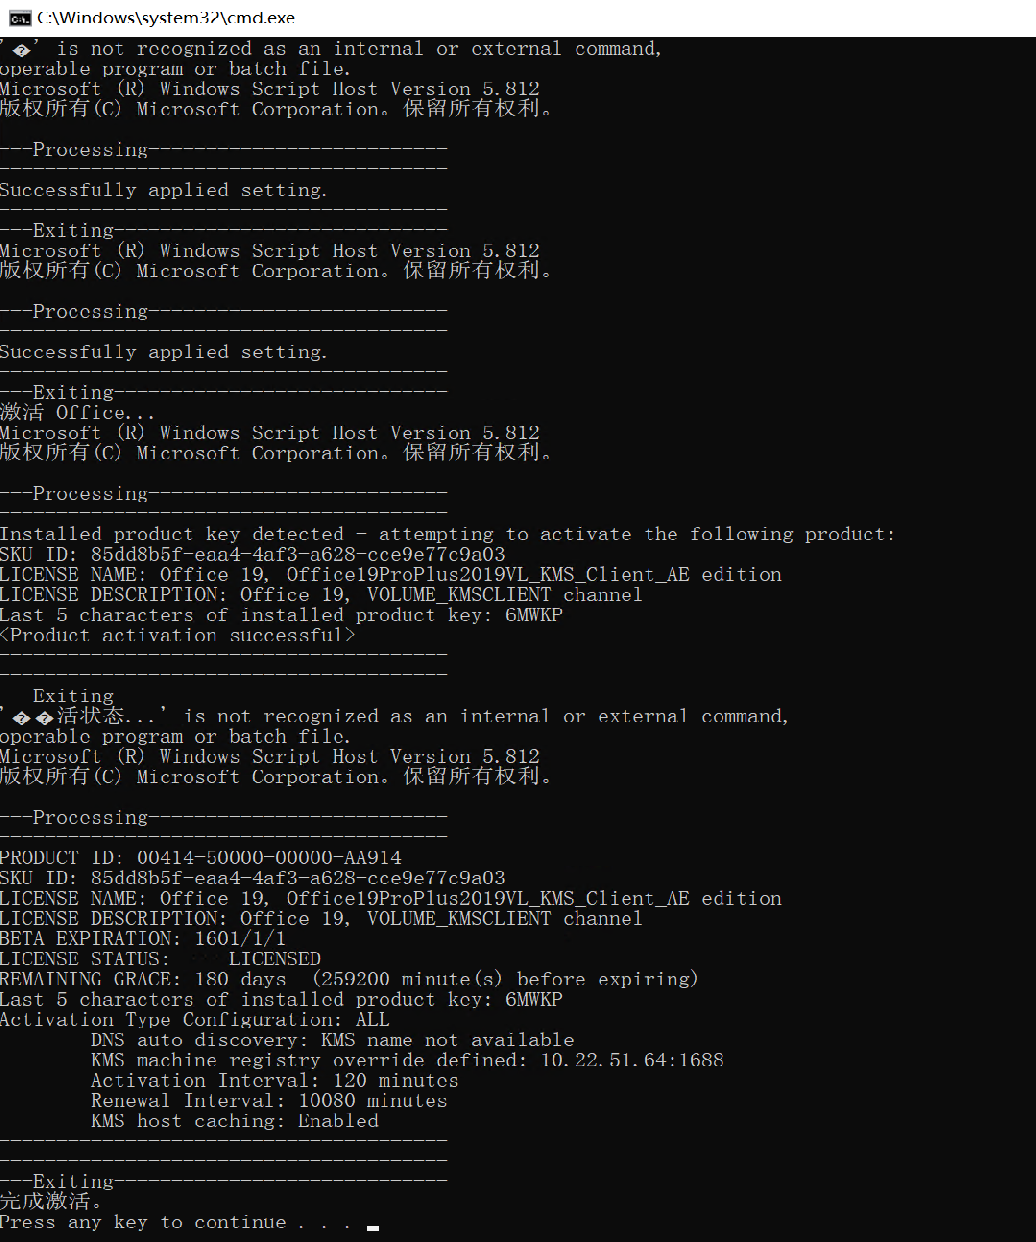 C:\Windows\system32\cmd.exe
'�' is not recognized as an internal or external command,
operable program or batch file.
Microsoft (R) Windows Script Host Version 5.812
版权所有(C) Microsoft Corporation。保留所有权利。
---Processing--------------------------
---------------------------------------
Successfully applied setting.
---------------------------------------
---Exiting-----------------------------
Microsoft (R) Windows Script Host Version 5.812
版权所有(C) Microsoft Corporation。保留所有权利。
---Processing--------------------------
---------------------------------------
Successfully applied setting.
---------------------------------------
---Exiting-----------------------------
激活 Office...
Microsoft (R) Windows Script Host Version 5.812
版权所有(C) Microsoft Corporation。保留所有权利。
---Processing--------------------------
---------------------------------------
Installed product key detected - attempting to activate the following product:
SKU ID: 85dd8b5f-eaa4-4af3-a628-cce9e77c9a03
LICENSE NAME: Office 19, Office19ProPlus2019VL_KMS_Client_AE edition
LICENSE DESCRIPTION: Office 19, VOLUME_KMSCLIENT channel
Last 5 characters of installed product key: 6MWKP
<Product activation successful>
---------------------------------------
---------------------------------------
Exiting
'��活状态...' is not recognized as an internal or external command,
operable program or batch file.
Microsoft (R) Windows Script Host Version 5.812
版权所有(C) Microsoft Corporation。保留所有权利。
---Processing--------------------------
---------------------------------------
PRODUCT ID: 00414-50000-00000-AA914
SKU ID: 85dd8b5f-eaa4-4af3-a628-cce9e77c9a03
LICENSE NAME: Office 19, Office19ProPlus2019VL_KMS_Client_AE edition
LICENSE DESCRIPTION: Office 19, VOLUME_KMSCLIENT channel
BETA EXPIRATION: 1601/1/1
LICENSE STATUS: LICENSED
REMAINING GRACE: 180 days (259200 minute(s) before expiring)
Last 5 characters of installed product key: 6MWKP
Activation Type Configuration: ALL
DNS auto discovery: KMS name not available
KMS machine registry override defined: 10.22.51.64:1688
Activation Interval: 120 minutes
Renewal Interval: 10080 minutes
KMS host caching: Enabled
---------------------------------------
---------------------------------------
---Exiting-----------------------------
完成激活。
Press any key to continue . . .